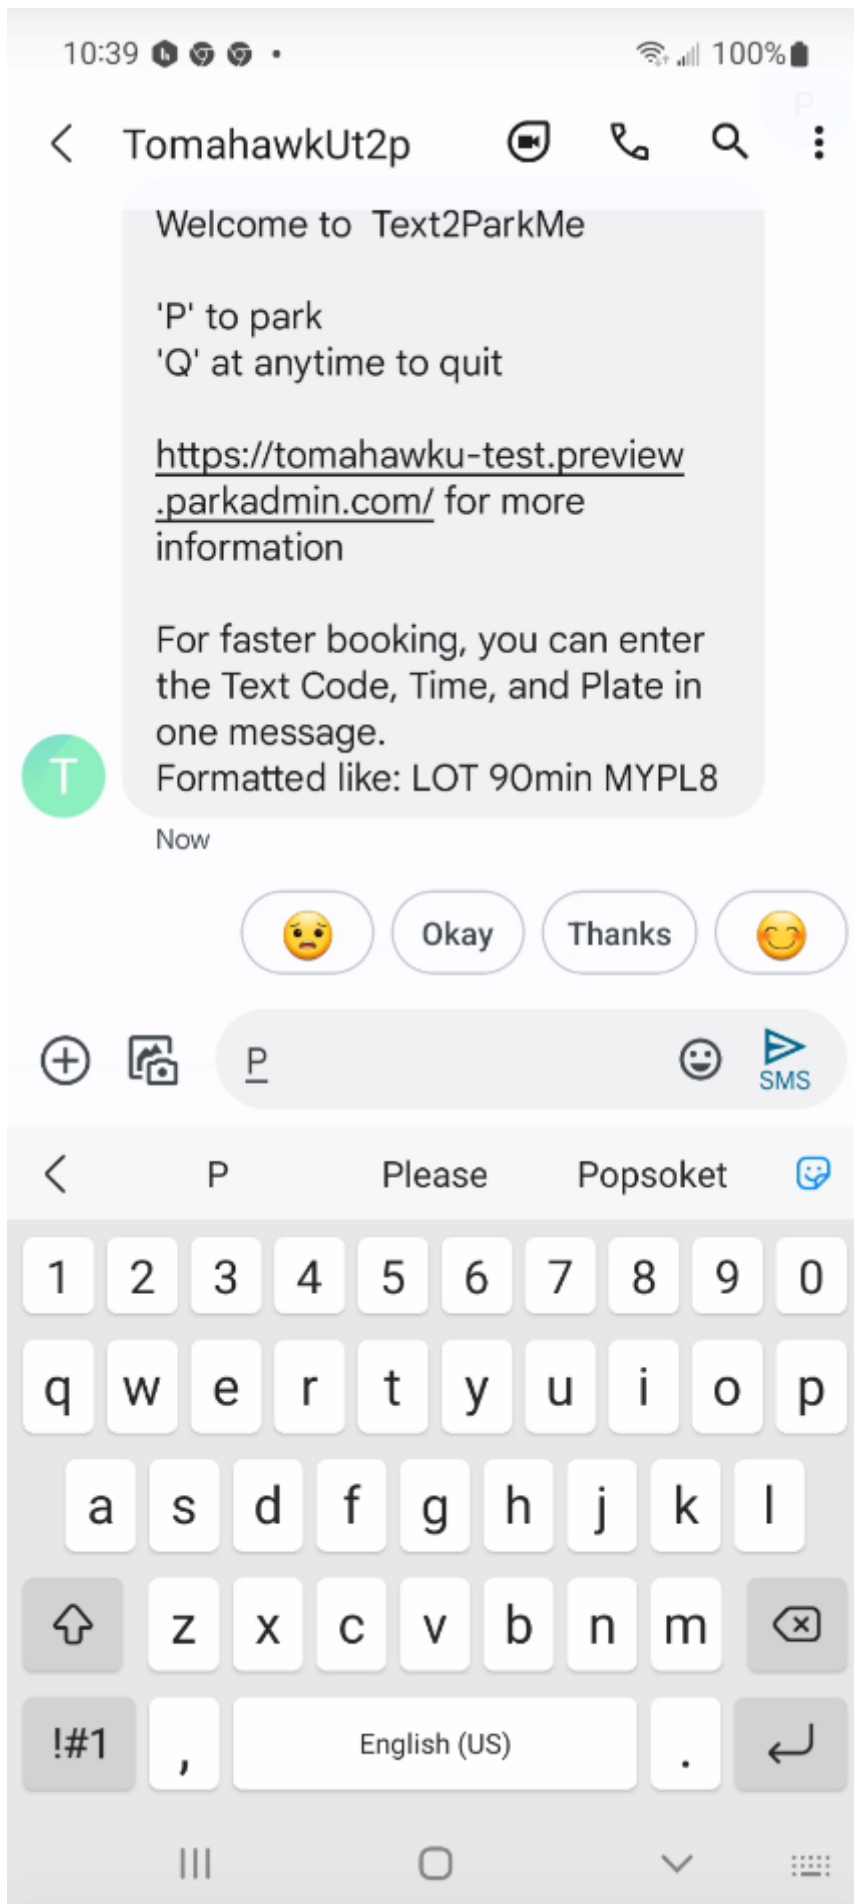 10:39 100%
TomahawkUt2p
P
Welcome to  Text2ParkMe
'P' to park
'Q' at anytime to quit
https://tomahawku-test.preview
.parkadmin.com/ for more
information
For faster booking, you can enter
the Text Code, Time, and Plate in
one message.
Formatted like: LOT 90min MYPL8
T
Now
Okay Thanks
P
SMS
P Please Popsoket
1 2 3 4 5 6 7 8 9 0
q w e r t y u i o p
a s d f g h j k l
z x c v b n m
!#1 , English (US) .